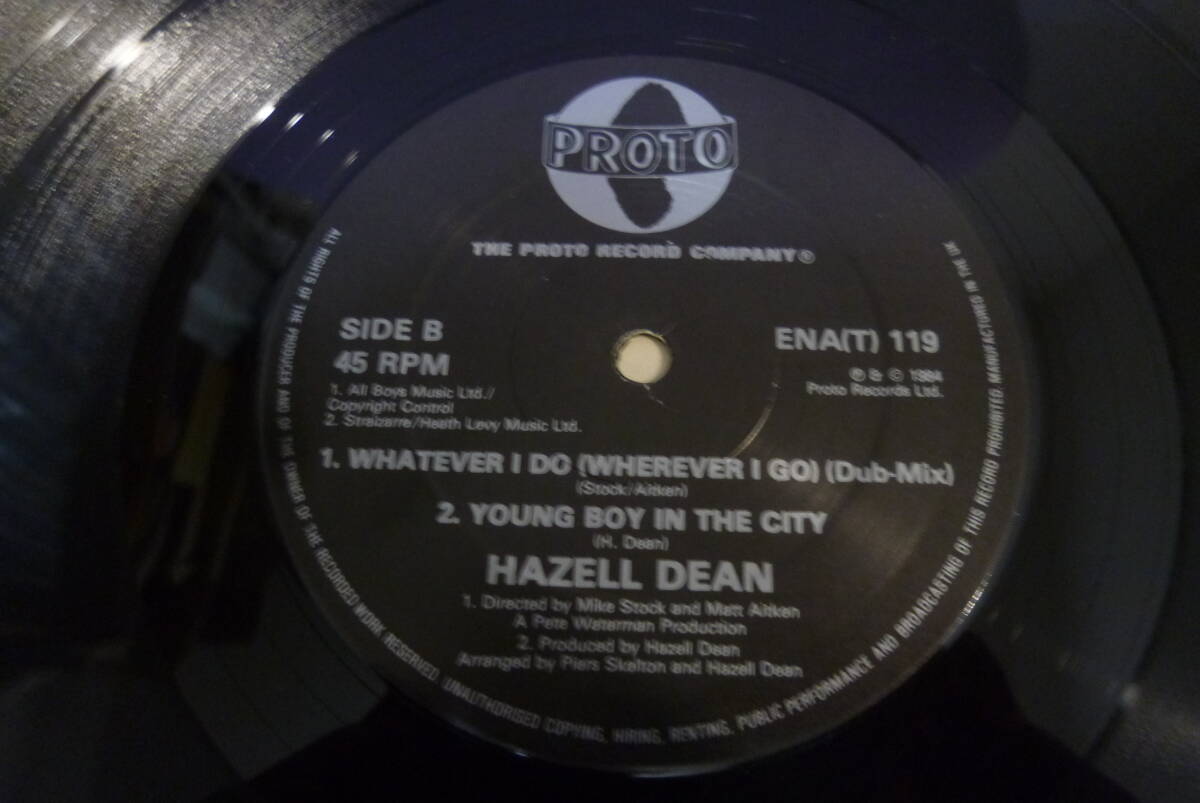 PROTO
THE PROTO RECORD COMPANY®
SIDE B
45 RPM
ENA(T) 119
1. All Boys Music Ltd./
Copyright Control
2. Straizarre/Heath Levy Music Ltd.
℗ & © 1984
Proto Records Ltd.
1. WHATEVER I DO (WHEREVER I GO) (Dub-Mix)
(Stock/Aitken)
2. YOUNG BOY IN THE CITY
(H. Dean)
HAZELL DEAN
1. Directed by Mike Stock and Matt Aitken
A Pete Waterman Production
2. Produced by Hazell Dean
Arranged by Piers Skelton and Hazell Dean
ALL RIGHTS OF THE PRODUCER AND OF THE OWNER OF THE RECORDED WORK RESERVED. UNAUTHORISED COPYING, HIRING, RENTING, PUBLIC PERFORMANCE AND BROADCASTING OF THIS RECORD PROHIBITED. MANUFACTURED IN THE UK